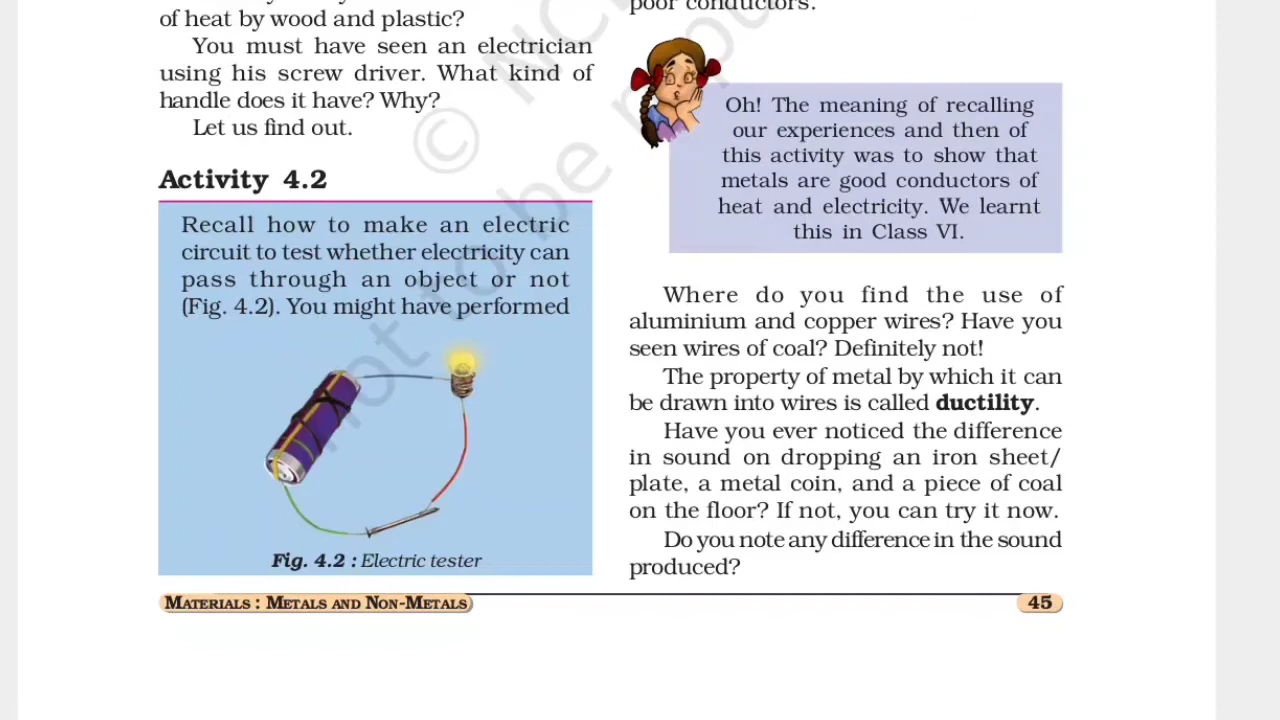 of heat by wood and plastic?
You must have seen an electrician
using his screw driver. What kind of
handle does it have? Why?
Let us find out.
Activity 4.2
Recall how to make an electric
circuit to test whether electricity can
pass through an object or not
(Fig. 4.2). You might have performed
Fig. 4.2 : Electric tester
poor conductors.
Oh! The meaning of recalling
our experiences and then of
this activity was to show that
metals are good conductors of
heat and electricity. We learnt
this in Class VI.
Where do you find the use of
aluminium and copper wires? Have you
seen wires of coal? Definitely not!
The property of metal by which it can
be drawn into wires is called ductility.
Have you ever noticed the difference
in sound on dropping an iron sheet/
plate, a metal coin, and a piece of coal
on the floor? If not, you can try it now.
Do you note any difference in the sound
produced?
MATERIALS : METALS AND NON-METALS
45
© NC
not to be